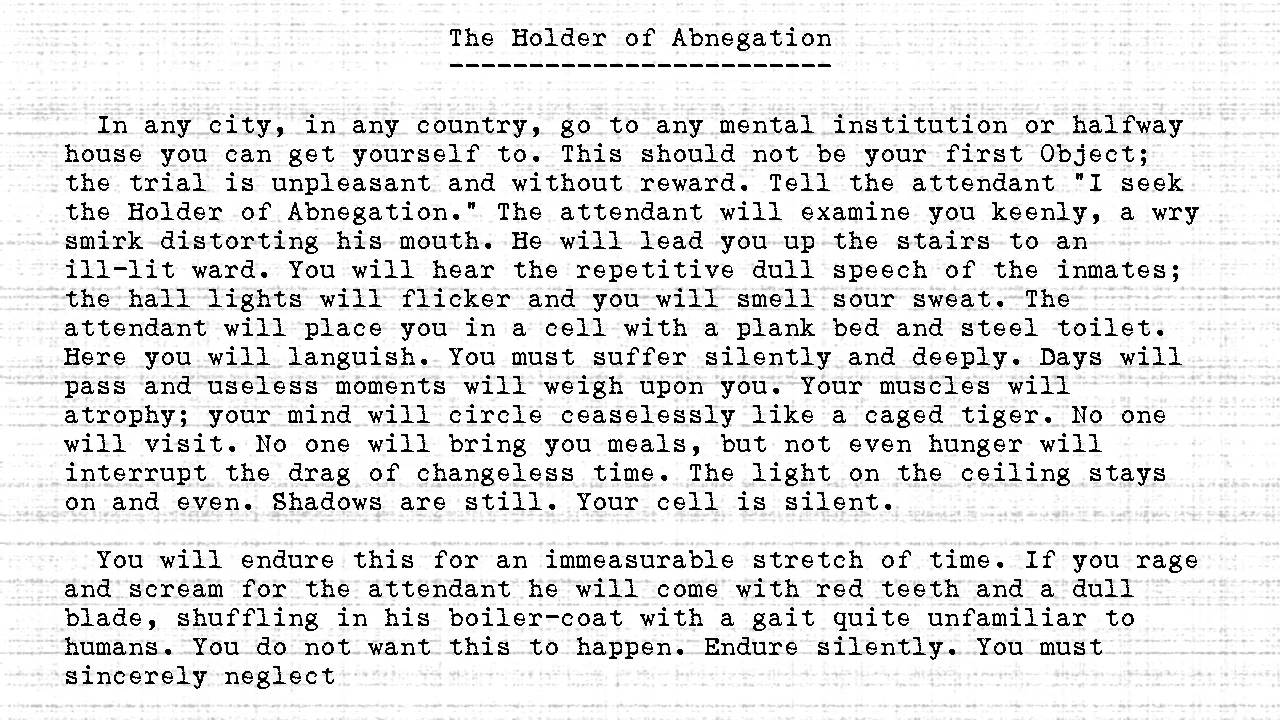 The Holder of Abnegation
------------------------
In any city, in any country, go to any mental institution or halfway
house you can get yourself to. This should not be your first Object;
the trial is unpleasant and without reward. Tell the attendant "I seek
the Holder of Abnegation." The attendant will examine you keenly, a wry
smirk distorting his mouth. He will lead you up the stairs to an
ill-lit ward. You will hear the repetitive dull speech of the inmates;
the hall lights will flicker and you will smell sour sweat. The
attendant will place you in a cell with a plank bed and steel toilet.
Here you will languish. You must suffer silently and deeply. Days will
pass and useless moments will weigh upon you. Your muscles will
atrophy; your mind will circle ceaselessly like a caged tiger. No one
will visit. No one will bring you meals, but not even hunger will
interrupt the drag of changeless time. The light on the ceiling stays
on and even. Shadows are still. Your cell is silent.
You will endure this for an immeasurable stretch of time. If you rage
and scream for the attendant he will come with red teeth and a dull
blade, shuffling in his boiler-coat with a gait quite unfamiliar to
humans. You do not want this to happen. Endure silently. You must
sincerely neglect